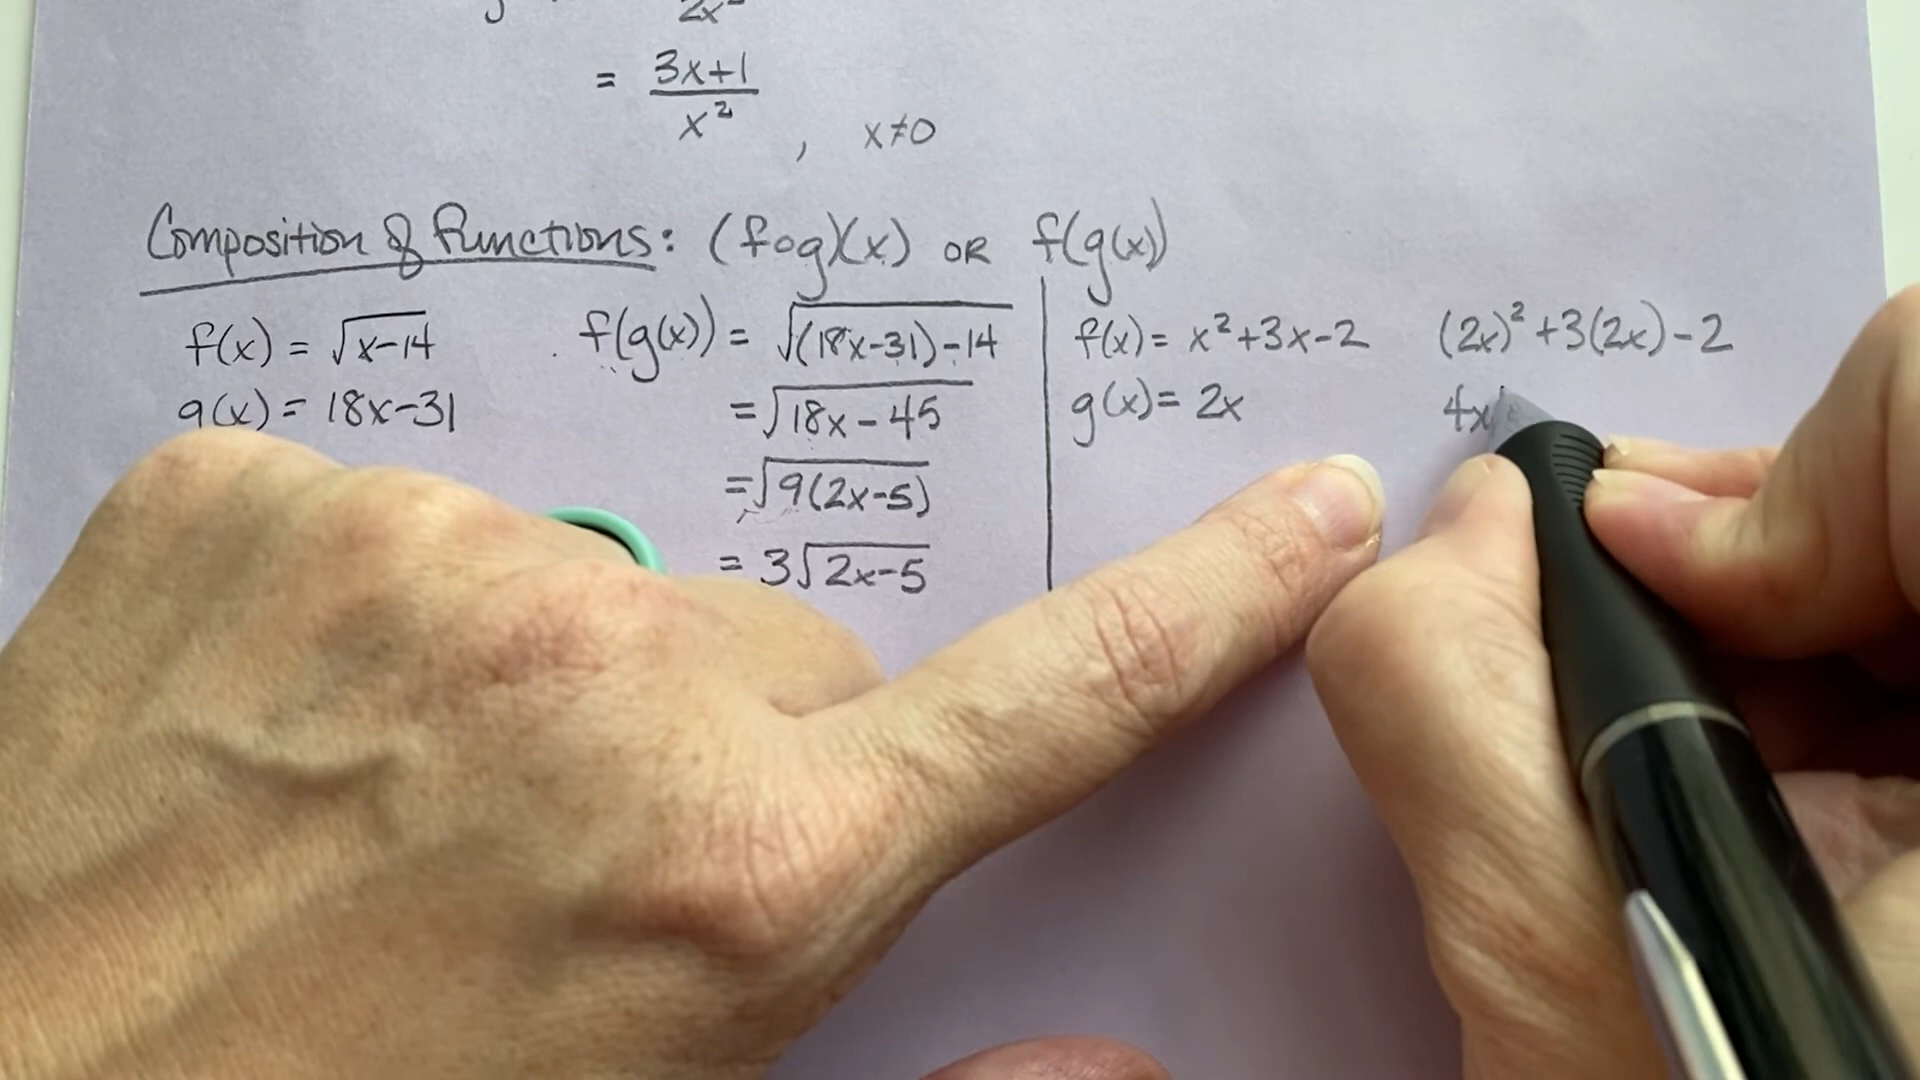 2x²
= 3x+1 / x² , x≠0
Composition of Functions: (f∘g)(x) OR f(g(x))
f(x) = √x-14
g(x) = 18x-31
f(g(x)) = √(18x-31)-14
= √18x-45
= √9(2x-5)
= 3√2x-5
f(x) = x²+3x-2
g(x) = 2x
(2x)²+3(2x)-2
4x